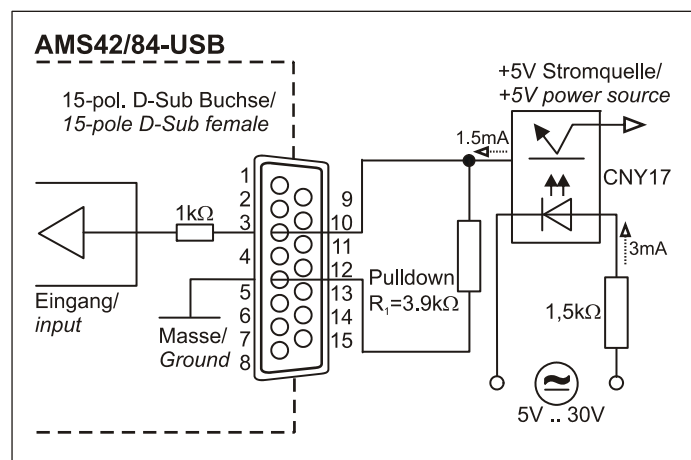 AMS42/84-USB
15-pol. D-Sub Buchse/
15-pole D-Sub female
+5V Stromquelle/
+5V power source
1.5mA
CNY17
3mA
1,5kΩ
5V .. 30V
Pulldown
R₁=3.9kΩ
1kΩ
Eingang/
input
Masse/
Ground
1
2
3
4
5
6
7
8
9
10
11
12
13
14
15